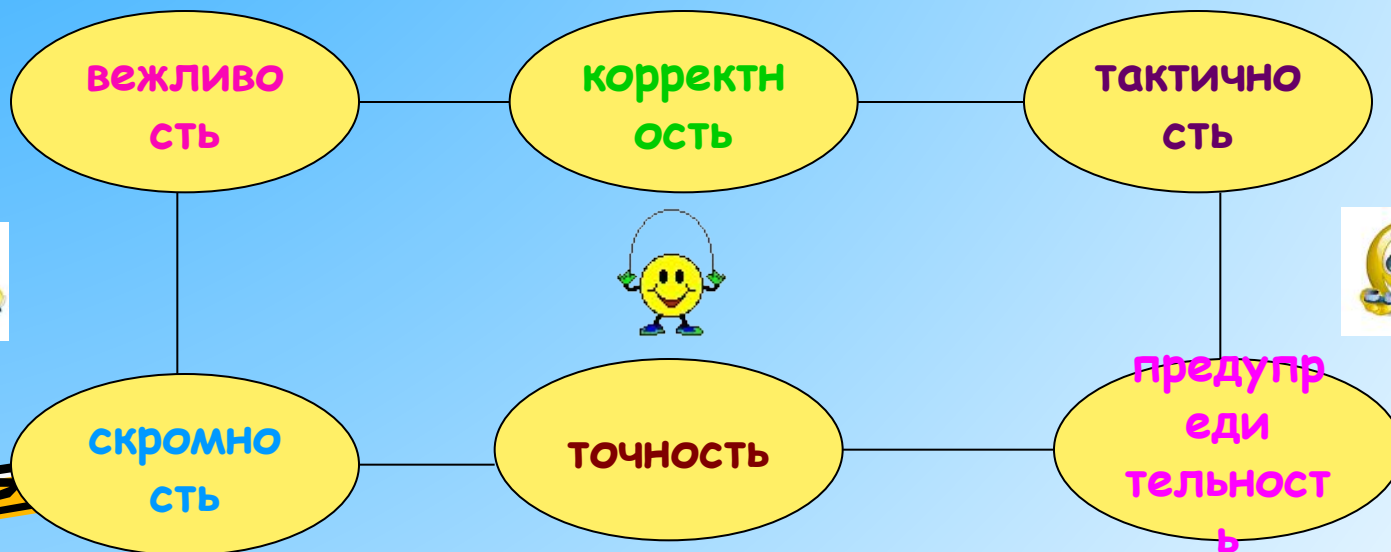 вежливо
сть
корректн
ость
тактично
сть
скромно
сть
точность
предупр
еди
тельност
ь